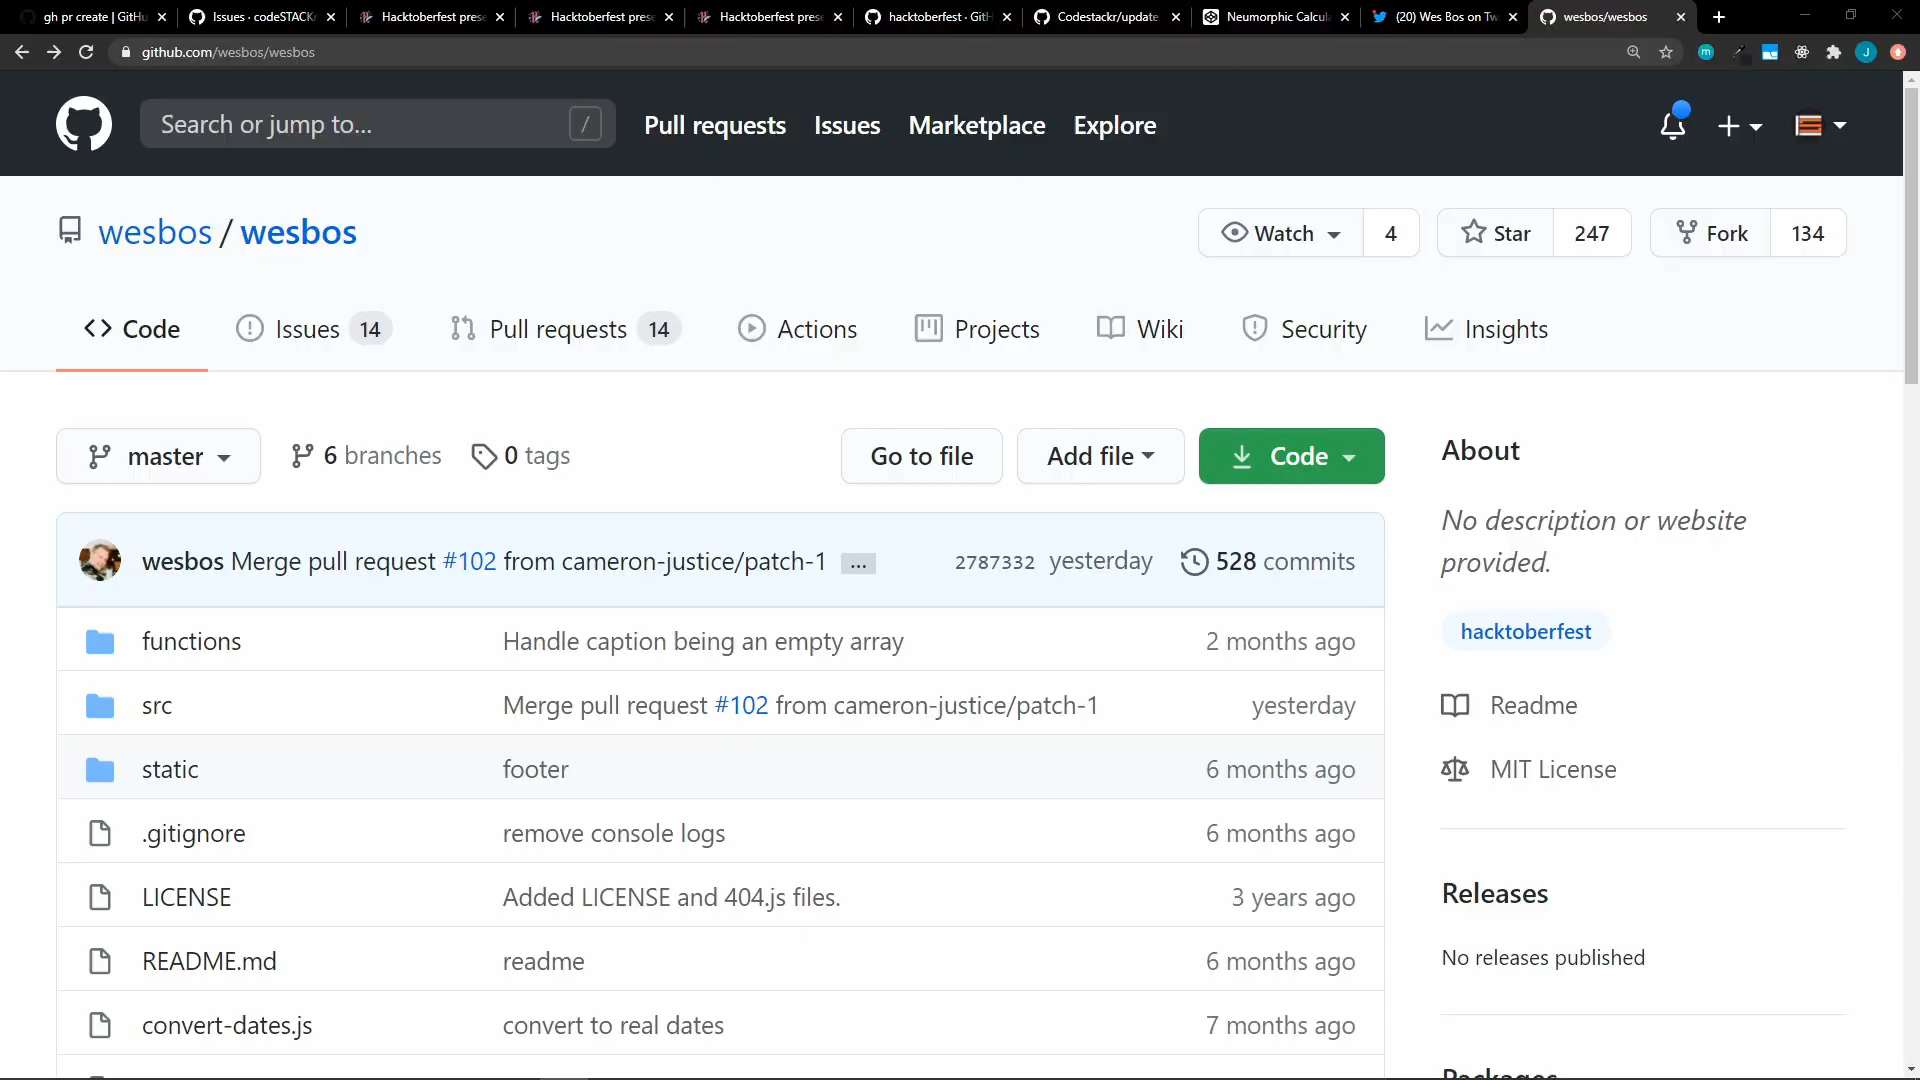 gh pr create | GitHu
Issues · codeSTACKr
Hacktoberfest prese
Hacktoberfest prese
Hacktoberfest prese
hacktoberfest · GitH
Codestackr/update
Neumorphic Calcula
(20) Wes Bos on Tw
wesbos/wesbos
github.com/wesbos/wesbos
m
J
Search or jump to...
/
Pull requests
Issues
Marketplace
Explore
wesbos / wesbos
Watch 4
Star 247
Fork 134
Code
Issues 14
Pull requests 14
Actions
Projects
Wiki
Security
Insights
master
6 branches
0 tags
Go to file
Add file
Code
wesbos Merge pull request #102 from cameron-justice/patch-1 ... 2787332 yesterday 528 commits
functions Handle caption being an empty array 2 months ago
src Merge pull request #102 from cameron-justice/patch-1 yesterday
static footer 6 months ago
.gitignore remove console logs 6 months ago
LICENSE Added LICENSE and 404.js files. 3 years ago
README.md readme 6 months ago
convert-dates.js convert to real dates 7 months ago
About
No description or website
provided.
hacktoberfest
Readme
MIT License
Releases
No releases published
Packages